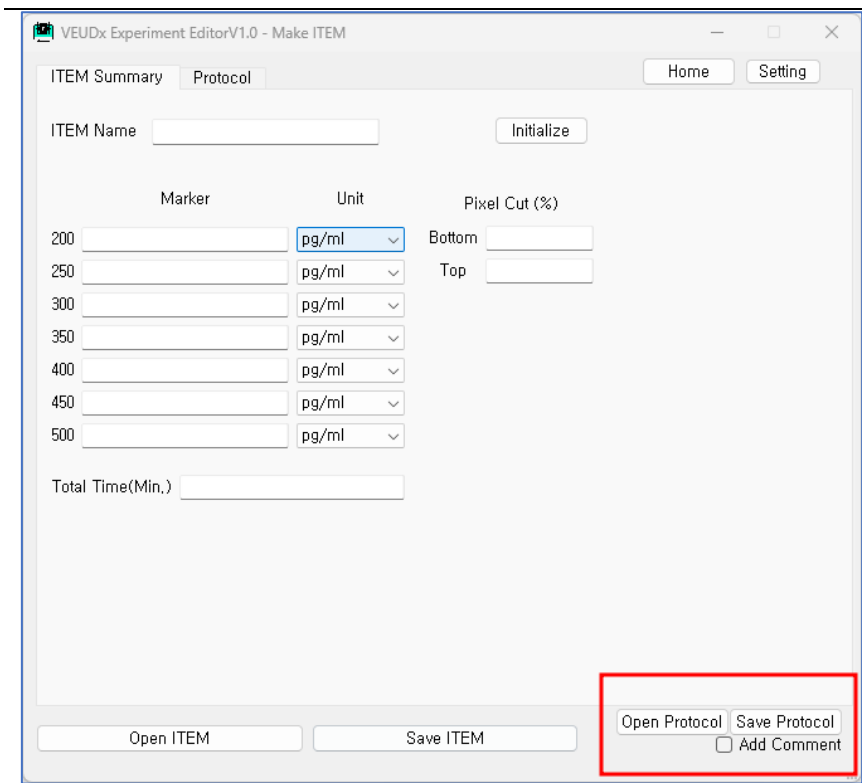 VEUDx Experiment EditorV1.0 - Make ITEM
ITEM Summary Protocol Home Setting
ITEM Name Initialize
Marker Unit Pixel Cut (%)
200 pg/ml Bottom
250 pg/ml Top
300 pg/ml
350 pg/ml
400 pg/ml
450 pg/ml
500 pg/ml
Total Time(Min.)
Open ITEM Save ITEM Open Protocol Save Protocol
Add Comment